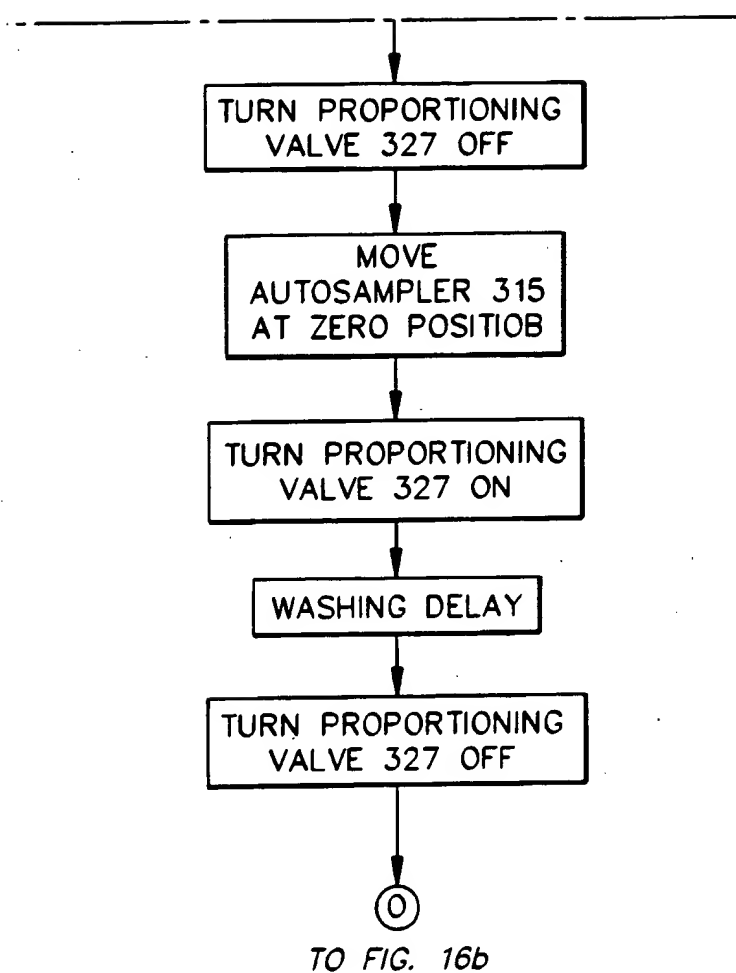 TURN PROPORTIONING
VALVE 327 OFF
MOVE
AUTOSAMPLER 315
AT ZERO POSITIOB
TURN PROPORTIONING
VALVE 327 ON
WASHING DELAY
TURN PROPORTIONING
VALVE 327 OFF
O
TO FIG. 16b